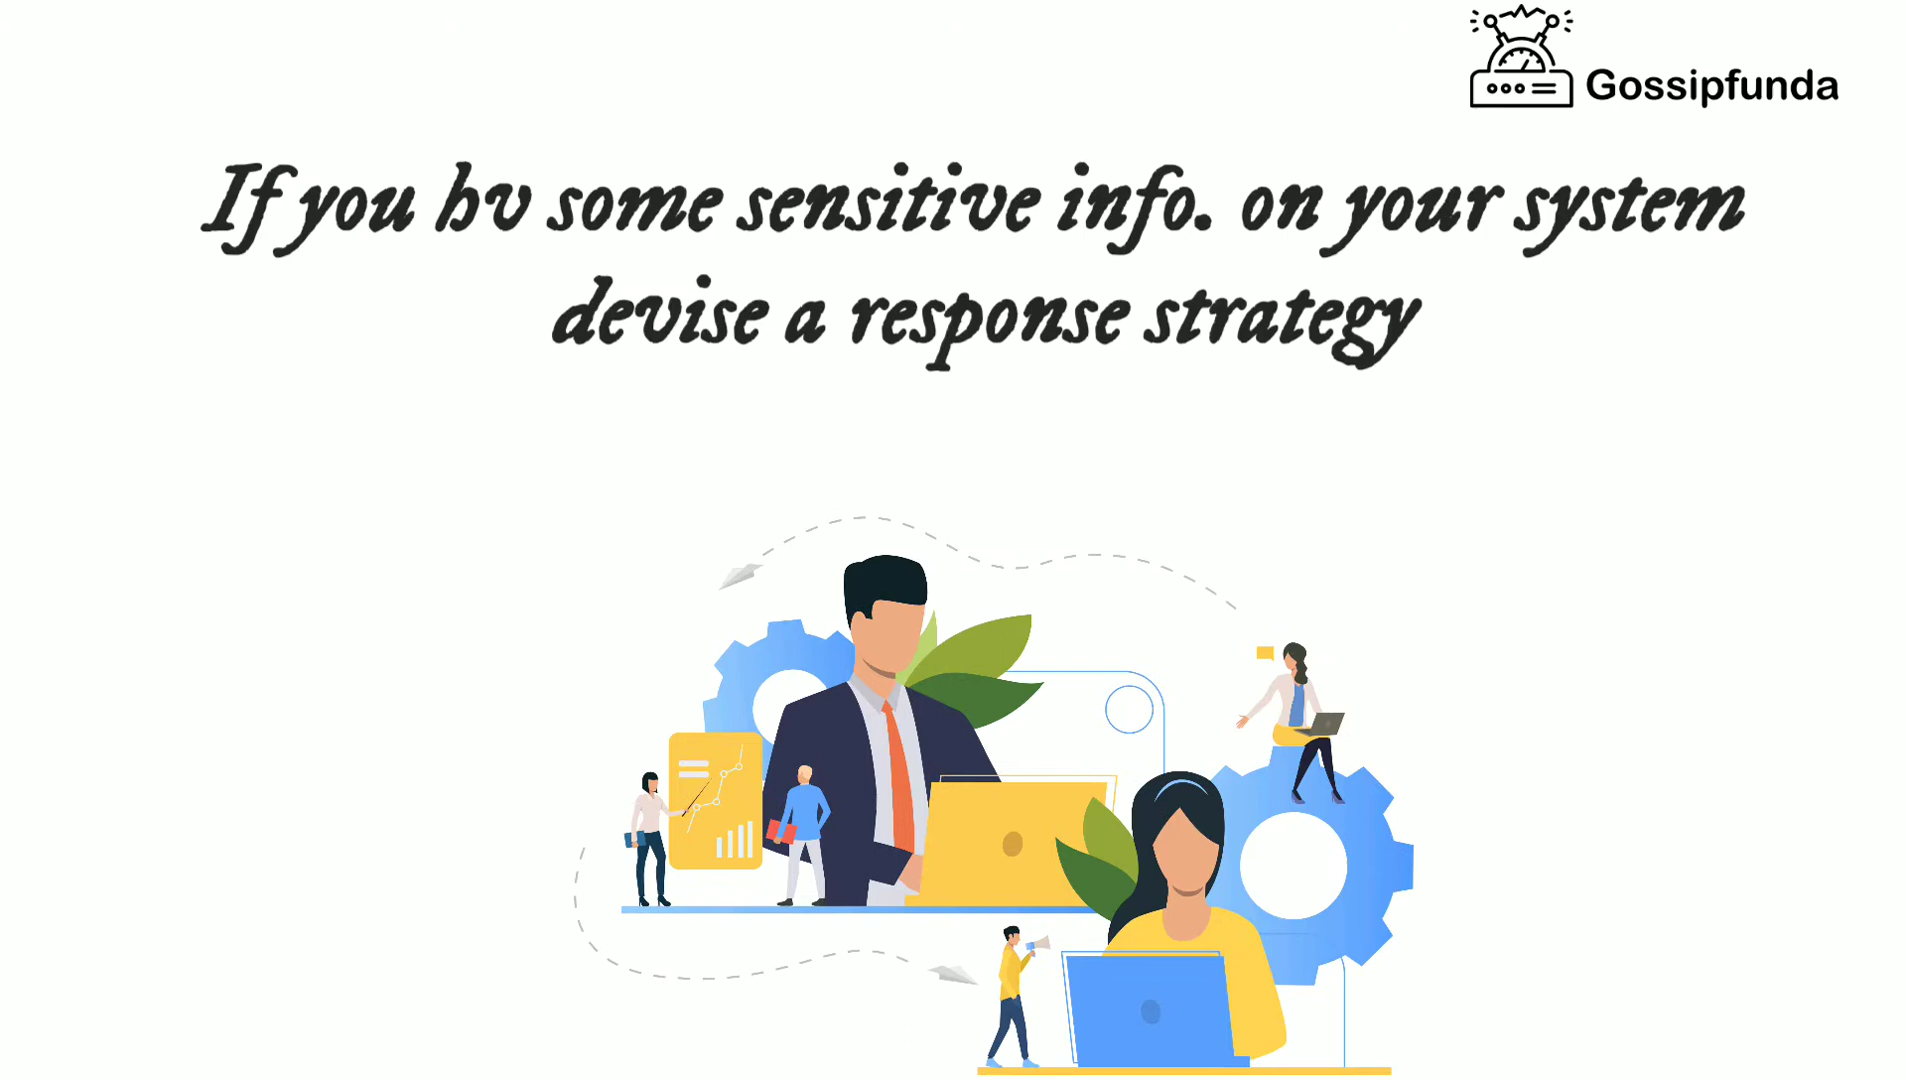 Gossipfunda
If you hv some sensitive info. on your system
devise a response strategy